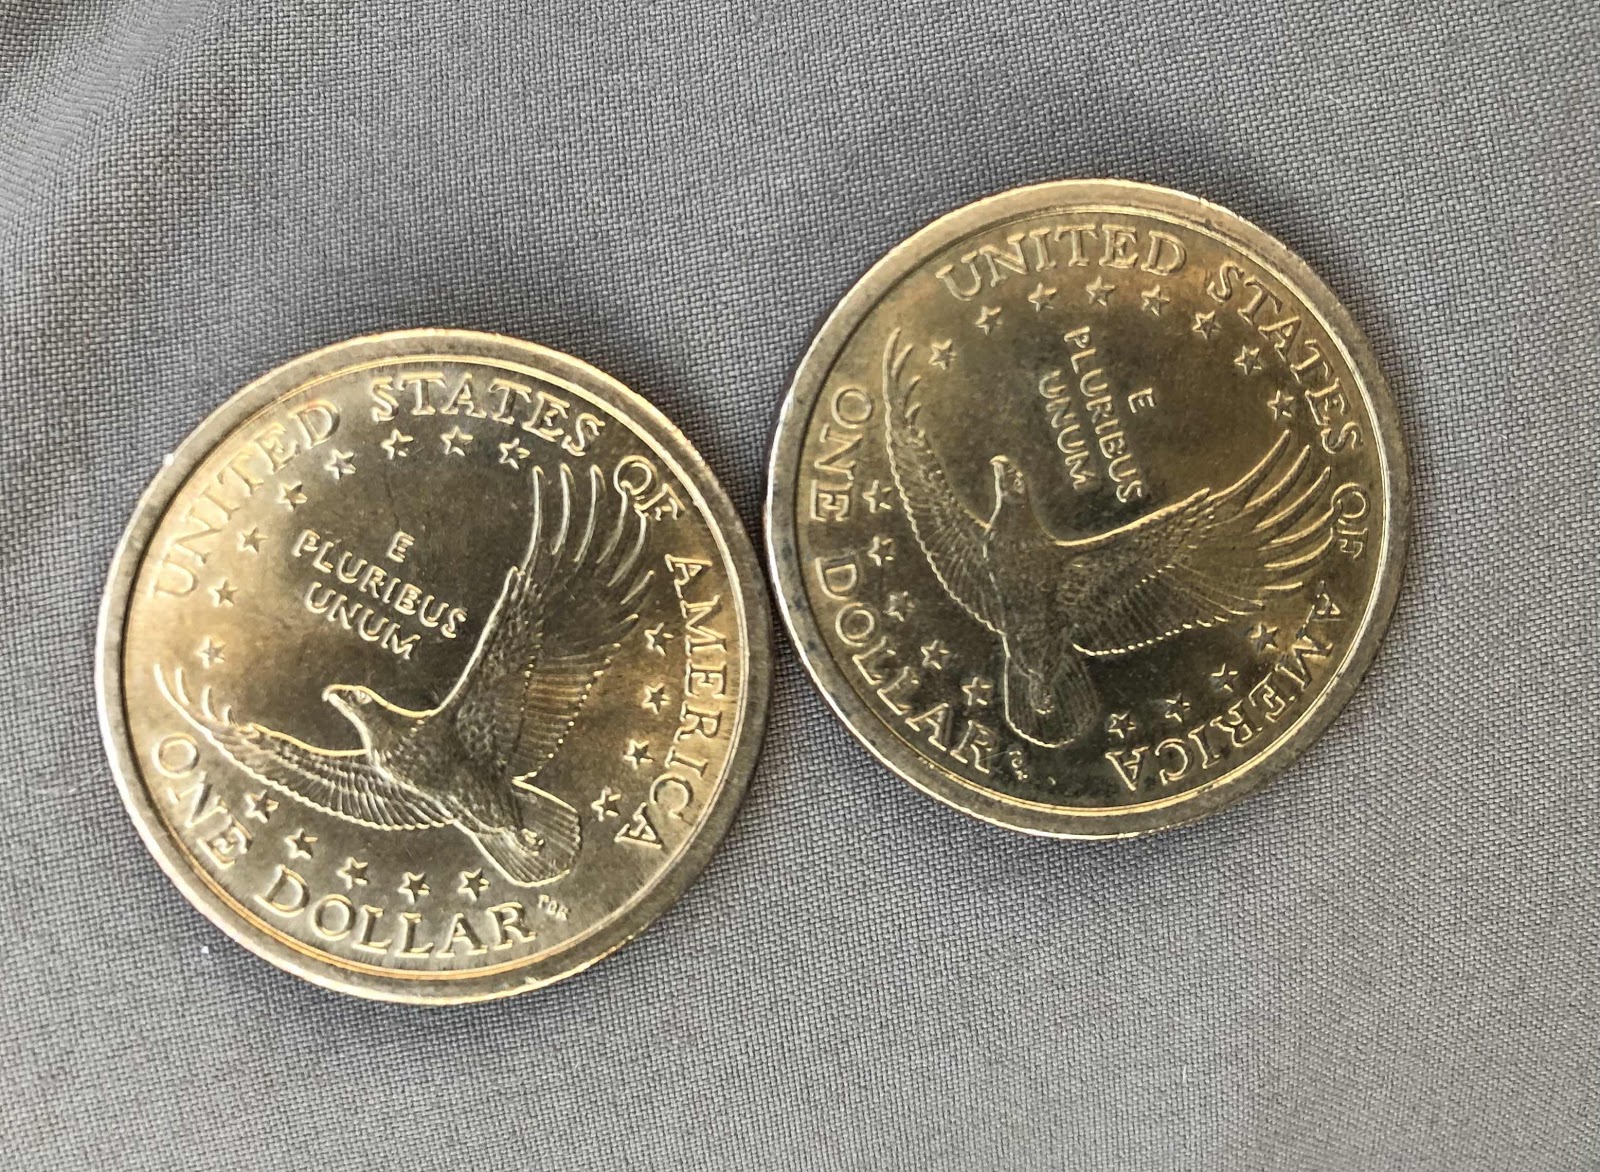 UNITED STATES OF AMERICA
E
PLURIBUS
UNUM
ONE DOLLAR
UNITED STATES OF AMERICA
E
PLURIBUS
UNUM
ONE DOLLAR